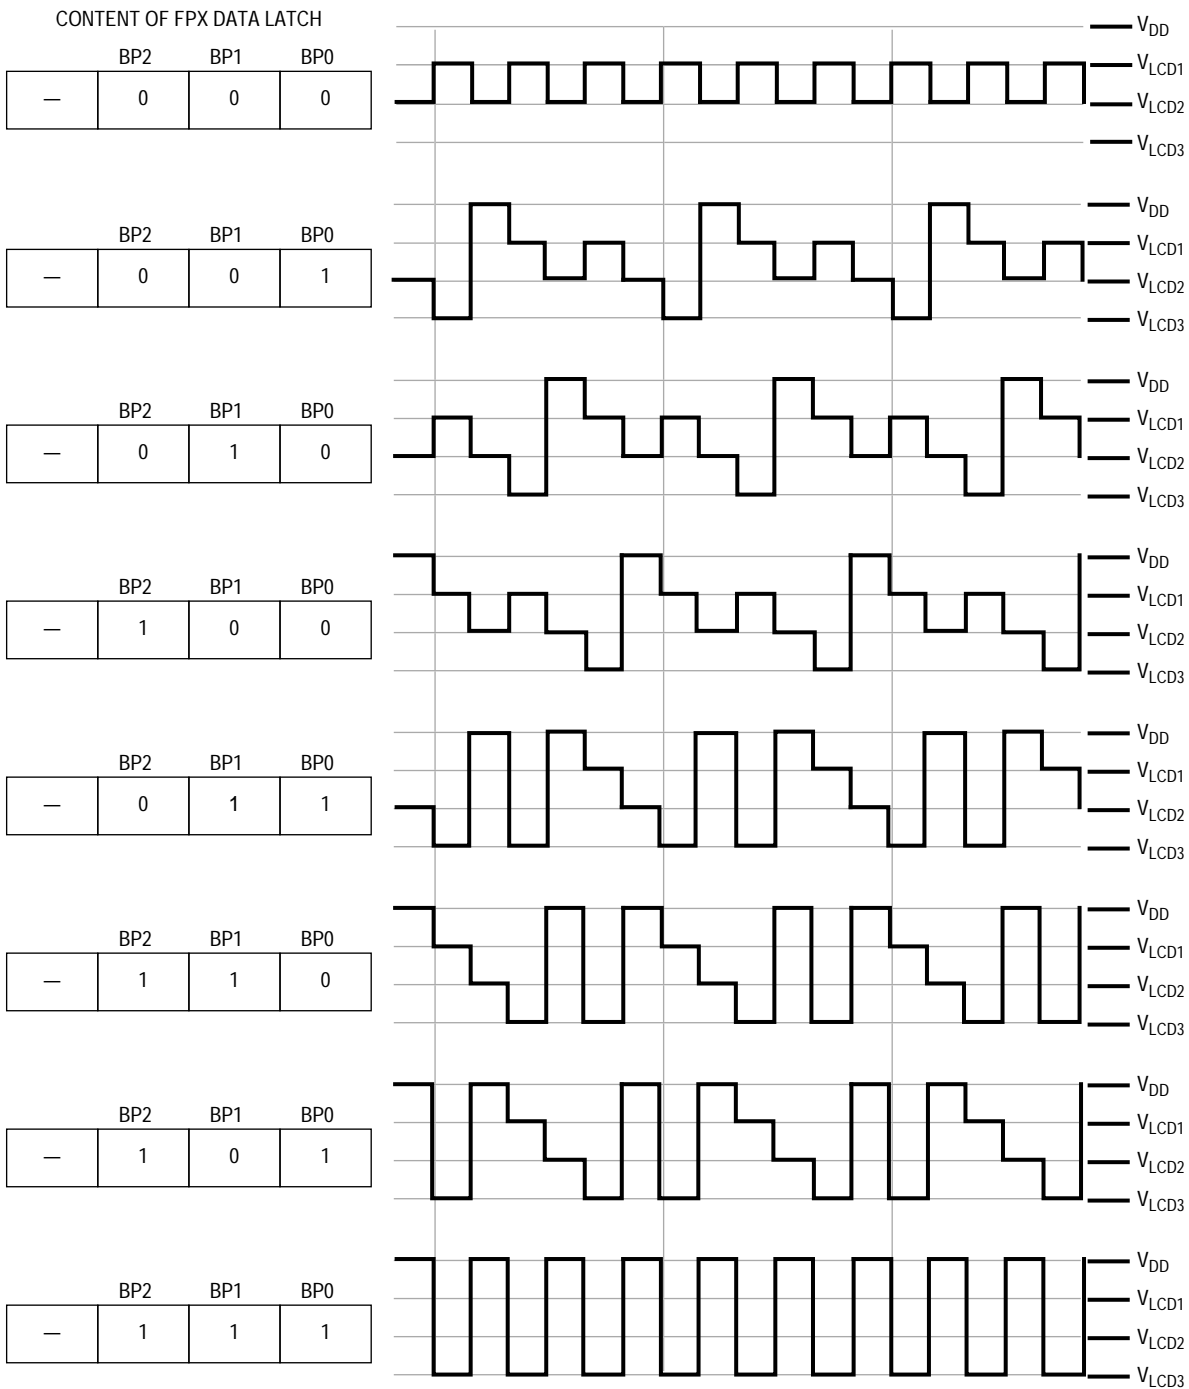 CONTENT OF FPX DATA LATCH
BP2 BP1 BP0
— 0 0 0
VDD
VLCD1
VLCD2
VLCD3
BP2 BP1 BP0
— 0 0 1
VDD
VLCD1
VLCD2
VLCD3
BP2 BP1 BP0
— 0 1 0
VDD
VLCD1
VLCD2
VLCD3
BP2 BP1 BP0
— 1 0 0
VDD
VLCD1
VLCD2
VLCD3
BP2 BP1 BP0
— 0 1 1
VDD
VLCD1
VLCD2
VLCD3
BP2 BP1 BP0
— 1 1 0
VDD
VLCD1
VLCD2
VLCD3
BP2 BP1 BP0
— 1 0 1
VDD
VLCD1
VLCD2
VLCD3
BP2 BP1 BP0
— 1 1 1
VDD
VLCD1
VLCD2
VLCD3